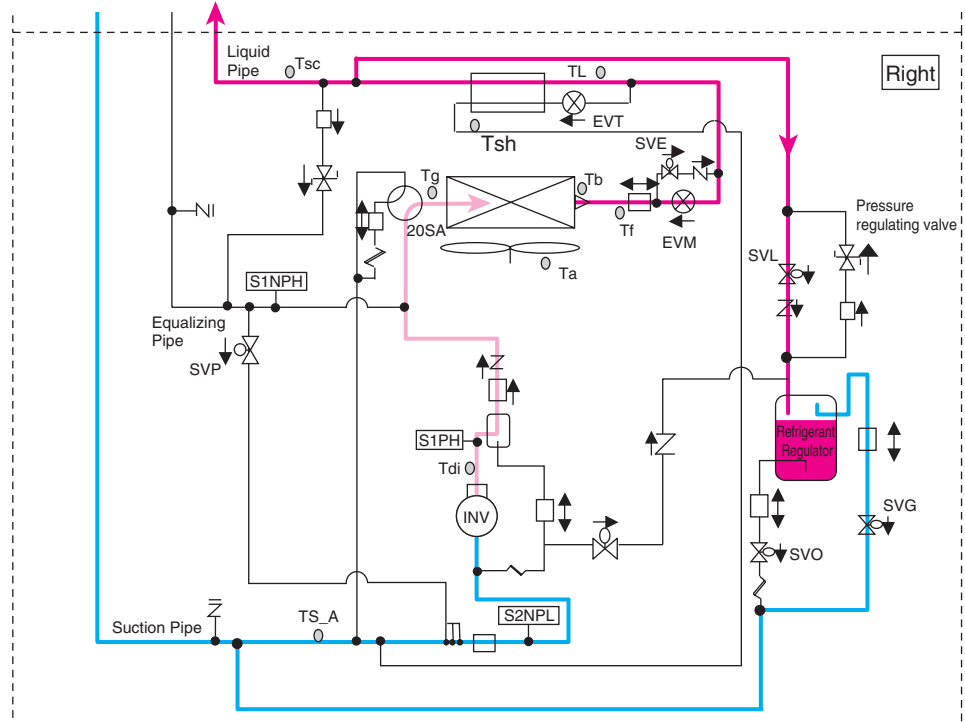 Liquid
Pipe
Tsc
TL
Right
EVT
Tsh
SVE
Tg
Tb
Pressure
regulating valve
20SA
Tf
EVM
SVL
Ta
S1NPH
Equalizing
Pipe
SVP
S1PH
Refrigerant
Regulator
Tdi
INV
SVG
SVO
S2NPL
TS_A
Suction Pipe